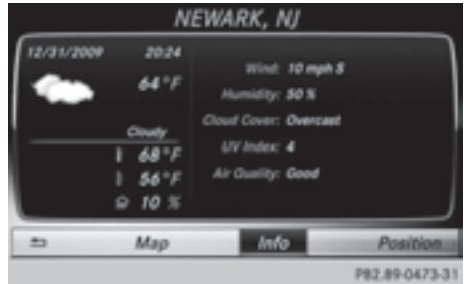 NEWARK, NJ
12/31/2009 20:24
64°F
Cloudy
68°F
56°F
10 %
Wind: 10 mph S
Humidity: 50 %
Cloud Cover: Overcast
UV Index: 4
Air Quality: Good
Map Info Position
P82.89-0473-31